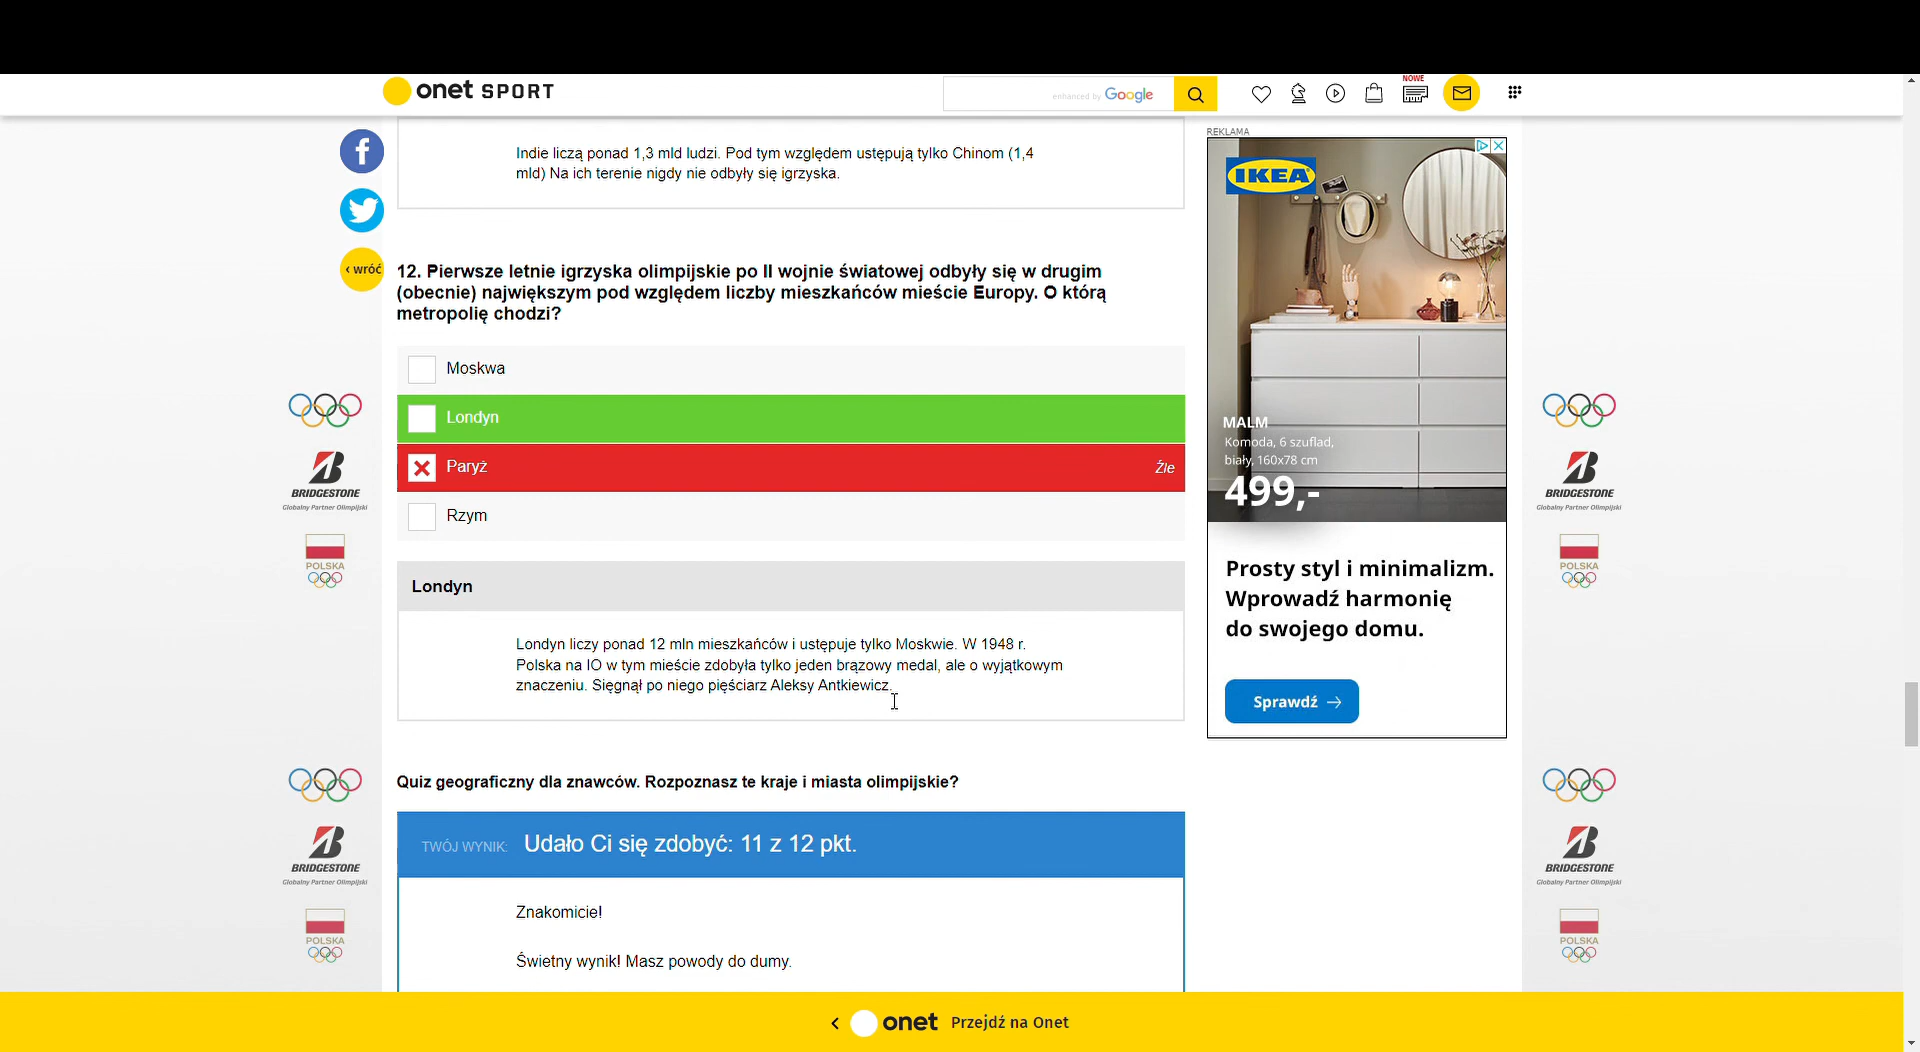 onet SPORT
enhanced by Google
NOWE
REKLAMA
Indie liczą ponad 1,3 mld ludzi. Pod tym względem ustępują tylko Chinom (1,4
mld) Na ich terenie nigdy nie odbyły się igrzyska.
‹ wróć
12. Pierwsze letnie igrzyska olimpijskie po II wojnie światowej odbyły się w drugim
(obecnie) największym pod względem liczby mieszkańców mieście Europy. O którą
metropolię chodzi?
Moskwa
Londyn
Paryż
Źle
Rzym
Londyn
Londyn liczy ponad 12 mln mieszkańców i ustępuje tylko Moskwie. W 1948 r.
Polska na IO w tym mieście zdobyła tylko jeden brązowy medal, ale o wyjątkowym
znaczeniu. Sięgnął po niego pięściarz Aleksy Antkiewicz.
Quiz geograficzny dla znawców. Rozpoznasz te kraje i miasta olimpijskie?
TWÓJ WYNIK:
Udało Ci się zdobyć: 11 z 12 pkt.
Znakomicie!
Świetny wynik! Masz powody do dumy.
IKEA
MALM
Komoda, 6 szuflad,
biały, 160x78 cm
499,-
Prosty styl i minimalizm.
Wprowadź harmonię
do swojego domu.
Sprawdź →
BRIDGESTONE
Globalny Partner Olimpijski
POLSKA
BRIDGESTONE
Globalny Partner Olimpijski
POLSKA
BRIDGESTONE
Globalny Partner Olimpijski
POLSKA
BRIDGESTONE
Globalny Partner Olimpijski
POLSKA
onet Przejdź na Onet